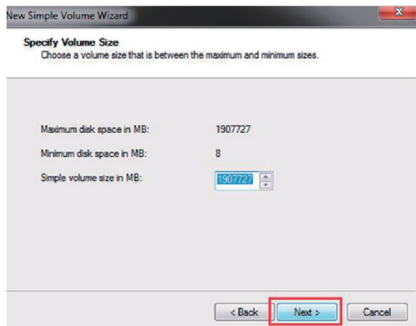 New Simple Volume Wizard
Specify Volume Size
Choose a volume size that is between the maximum and minimum sizes.
Maximum disk space in MB: 1907727
Minimum disk space in MB: 8
Simple volume size in MB: 1907727
< Back Next > Cancel